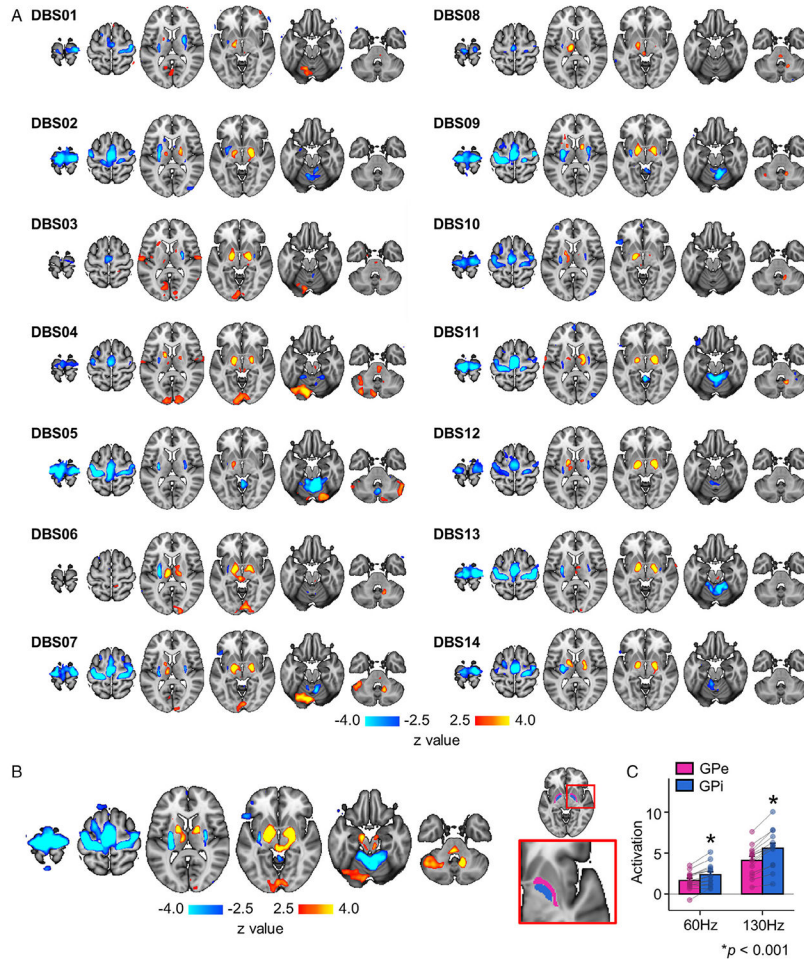 A
DBS01
DBS08
DBS02
DBS09
DBS03
DBS10
DBS04
DBS11
DBS05
DBS12
DBS06
DBS13
DBS07
DBS14
-4.0 -2.5 2.5 4.0
z value
B
-4.0 -2.5 2.5 4.0
z value
C
GPe
GPi
Activation
10
5
0
*
*
60Hz 130Hz
*p < 0.001